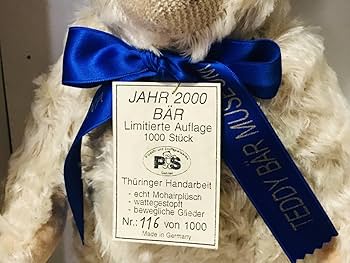 JAHR 2000
BÄR
Limitierte Auflage
1000 Stück
P&S
Thüringer Handarbeit
- echt Mohairplüsch
- wattegestopft
- bewegliche Glieder
Nr.: 116 von 1000
Made in Germany
TEDDY BÄR MUSEUM